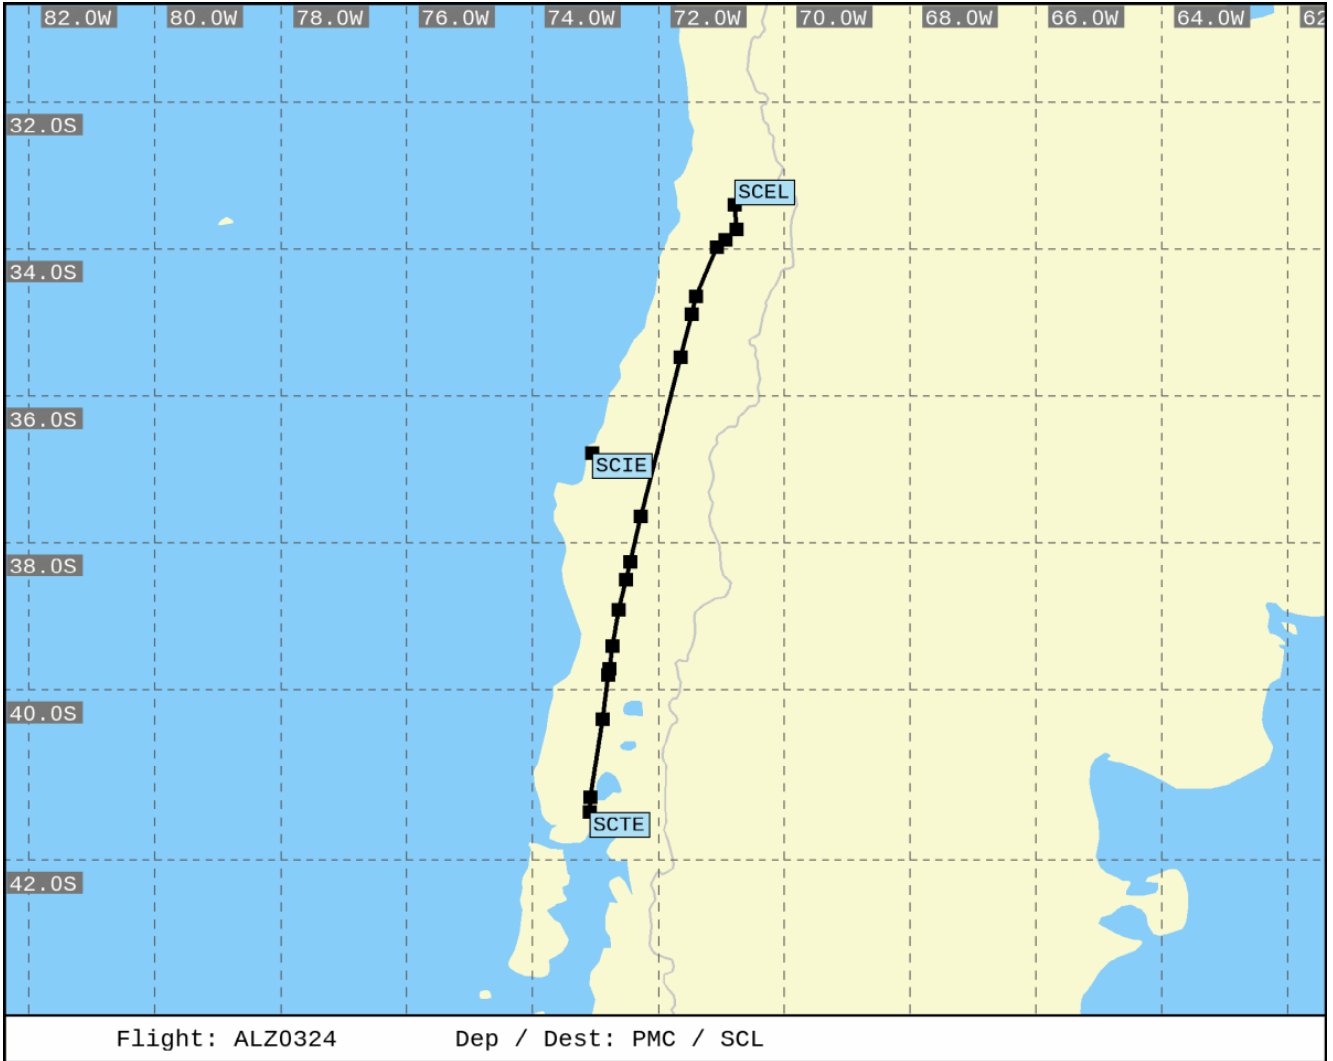 82.0W 80.0W 78.0W 76.0W 74.0W 72.0W 70.0W 68.0W 66.0W 64.0W 62
32.0S
SCEL
34.0S
36.0S
SCIE
38.0S
40.0S
SCTE
42.0S
Flight: ALZ0324 Dep / Dest: PMC / SCL